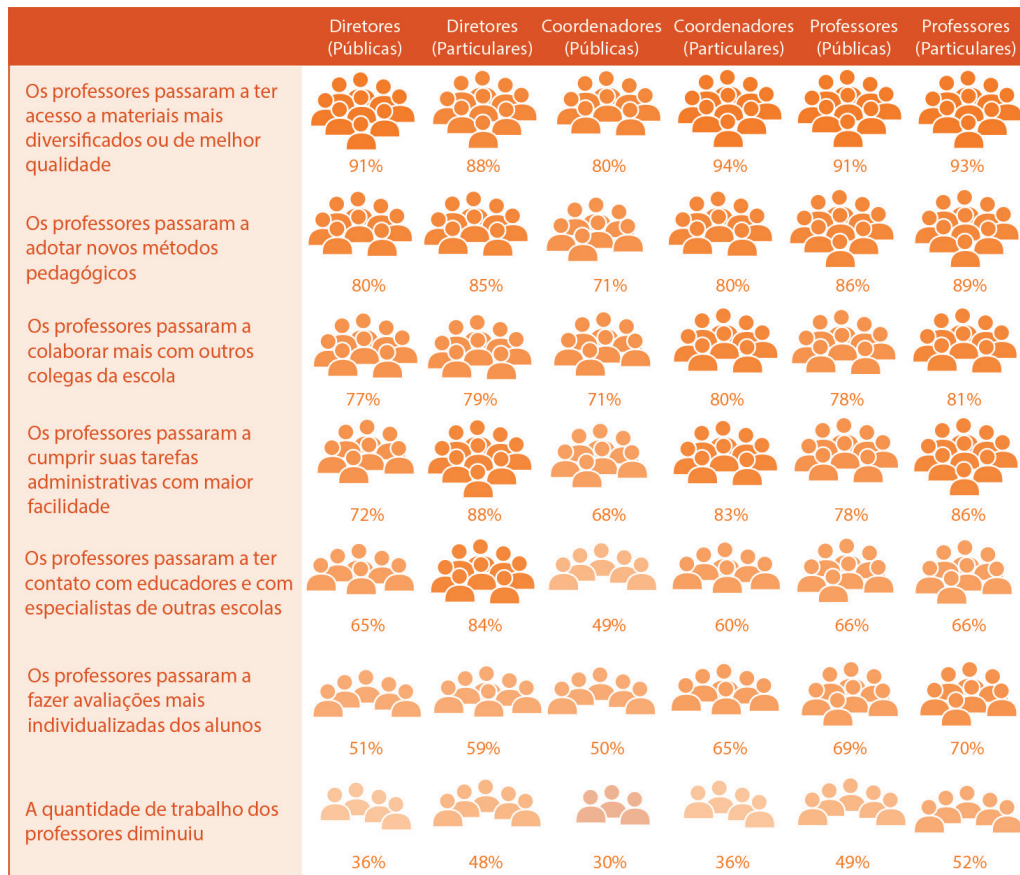 Diretores (Públicas)
Diretores (Particulares)
Coordenadores (Públicas)
Coordenadores (Particulares)
Professores (Públicas)
Professores (Particulares)
Os professores passaram a ter
acesso a materiais mais
diversificados ou de melhor
qualidade
91% 88% 80% 94% 91% 93%
Os professores passaram a
adotar novos métodos
pedagógicos
80% 85% 71% 80% 86% 89%
Os professores passaram a
colaborar mais com outros
colegas da escola
77% 79% 71% 80% 78% 81%
Os professores passaram a
cumprir suas tarefas
administrativas com maior
facilidade
72% 88% 68% 83% 78% 86%
Os professores passaram a ter
contato com educadores e com
especialistas de outras escolas
65% 84% 49% 60% 66% 66%
Os professores passaram a
fazer avaliações mais
individualizadas dos alunos
51% 59% 50% 65% 69% 70%
A quantidade de trabalho dos
professores diminuiu
36% 48% 30% 36% 49% 52%